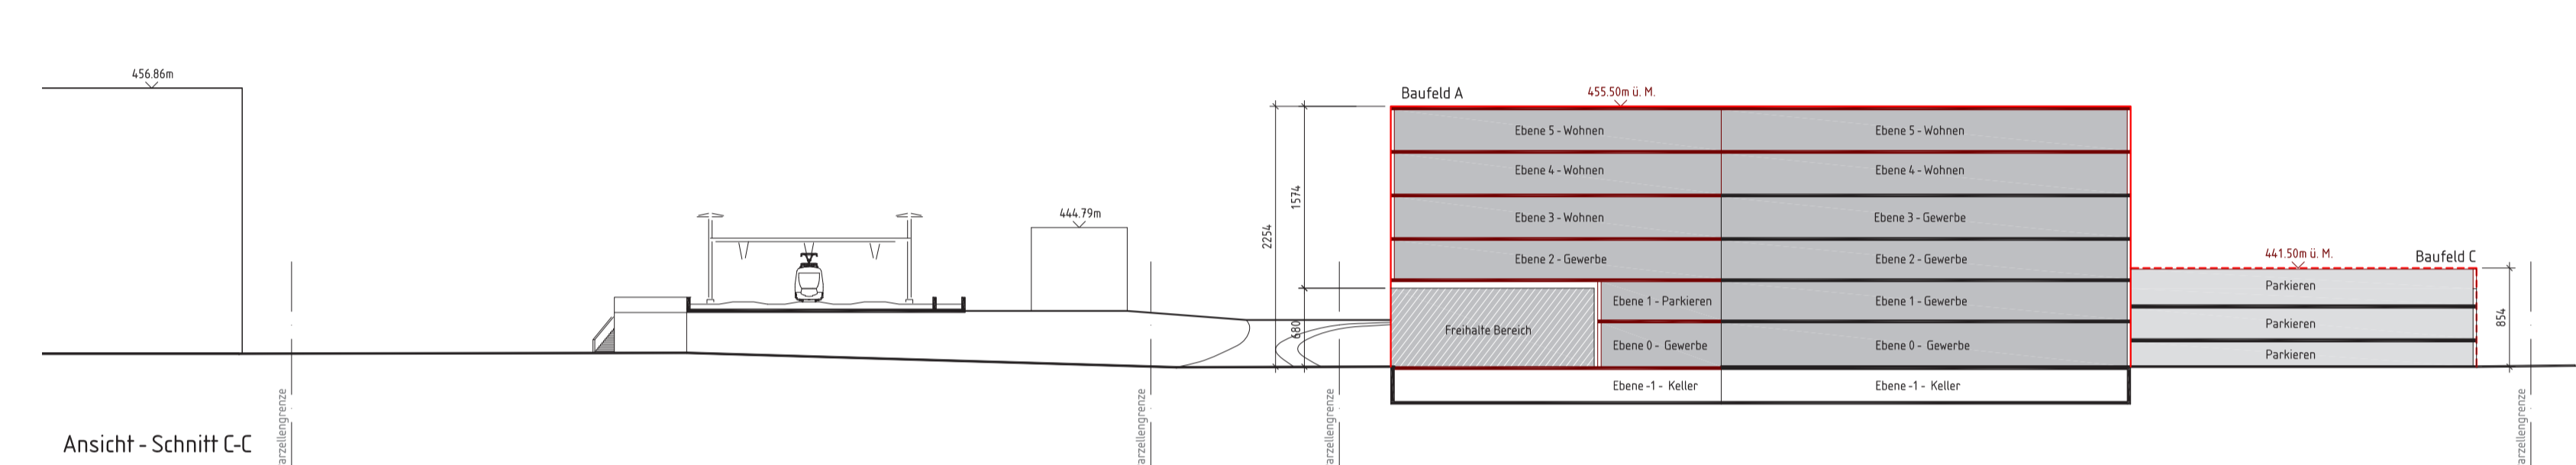 456.86m
Baufeld A
455.50m ü. M.
Ebene 5 - Wohnen
Ebene 5 - Wohnen
Ebene 4 - Wohnen
Ebene 4 - Wohnen
1574
444.79m
Ebene 3 - Wohnen
Ebene 3 - Gewerbe
2254
Ebene 2 - Gewerbe
Ebene 2 - Gewerbe
441.50m ü. M.
Baufeld C
Parkieren
Ebene 1 - Parkieren
Ebene 1 - Gewerbe
680
Freihalte Bereich
Parkieren
854
Ebene 0 - Gewerbe
Ebene 0 - Gewerbe
Parkieren
Ebene -1 - Keller
Ebene -1 - Keller
Ansicht - Schnitt C-C
arzellengrenze
arzellengrenze
arzellengrenze
arzellengrenze